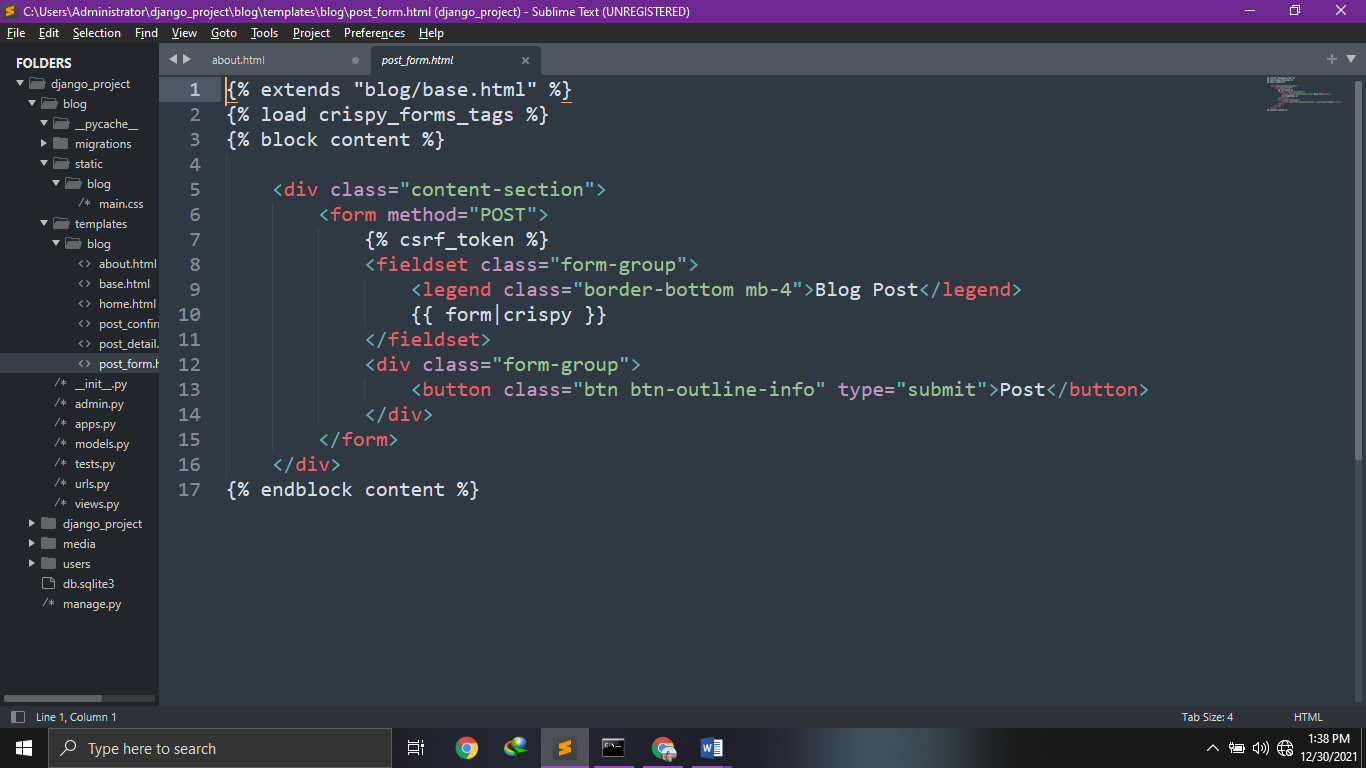 C:\Users\Administrator\django_project\blog\templates\blog\post_form.html (django_project) - Sublime Text (UNREGISTERED)
File Edit Selection Find View Goto Tools Project Preferences Help
FOLDERS
django_project
blog
__pycache__
migrations
static
blog
main.css
templates
blog
about.html
base.html
home.html
post_confirm
post_detail.
post_form.h
__init__.py
admin.py
apps.py
models.py
tests.py
urls.py
views.py
django_project
media
users
db.sqlite3
manage.py
about.html
post_form.html
1 {% extends "blog/base.html" %}
2 {% load crispy_forms_tags %}
3 {% block content %}
4
5     <div class="content-section">
6         <form method="POST">
7             {% csrf_token %}
8             <fieldset class="form-group">
9                 <legend class="border-bottom mb-4">Blog Post</legend>
10                 {{ form|crispy }}
11             </fieldset>
12             <div class="form-group">
13                 <button class="btn btn-outline-info" type="submit">Post</button>
14             </div>
15         </form>
16     </div>
17 {% endblock content %}
Line 1, Column 1
Tab Size: 4
HTML
Type here to search
1:38 PM
12/30/2021